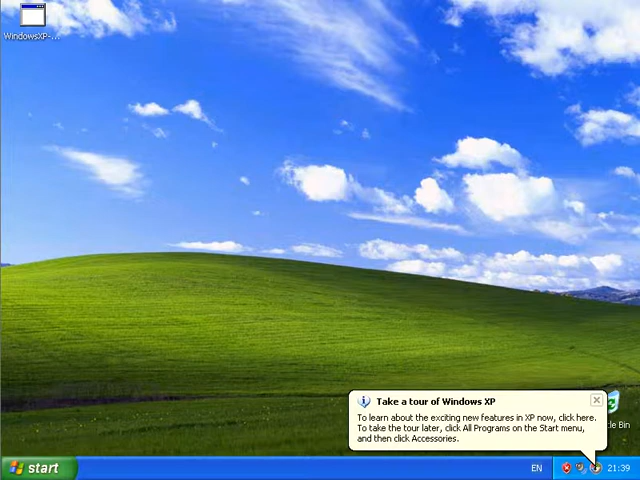 WindowsXP-...
Take a tour of Windows XP
To learn about the exciting new features in XP now, click here.
To take the tour later, click All Programs on the Start menu,
and then click Accessories.
le Bin
start
EN
21:39